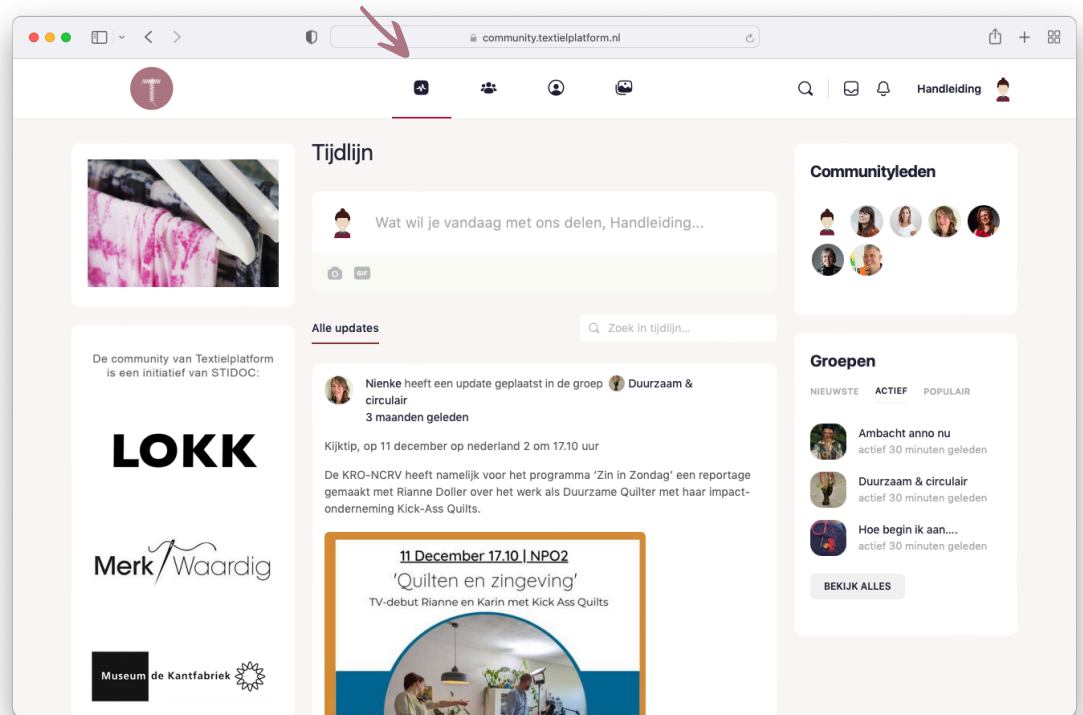 community.textielplatform.nl
T
Handleiding
De community van Textielplatform
is een initiatief van STIDOC:
LOKK
Merk Waardig
Museum de Kantfabriek
Tijdlijn
Wat wil je vandaag met ons delen, Handleiding...
GIF
Alle updates
Zoek in tijdlijn...
Nienke heeft een update geplaatst in de groep Duurzaam &
circulair
3 maanden geleden
Kijktip, op 11 december op nederland 2 om 17.10 uur
De KRO-NCRV heeft namelijk voor het programma ‘Zin in Zondag’ een reportage
gemaakt met Rianne Doller over het werk als Duurzame Quilter met haar impact-
onderneming Kick-Ass Quilts.
11 December 17.10 | NPO2
'Quilten en zingeving'
TV-debut Rianne en Karin met Kick Ass Quilts
Communityleden
Groepen
NIEUWSTE ACTIEF POPULAIR
Ambacht anno nu
actief 30 minuten geleden
Duurzaam & circulair
actief 30 minuten geleden
Hoe begin ik aan....
actief 30 minuten geleden
BEKIJK ALLES